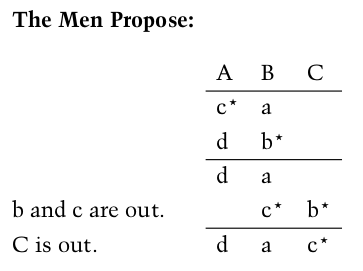 The Men Propose:
A B C
c* a
d b*
d a
b and c are out. c* b*
C is out. d a c*